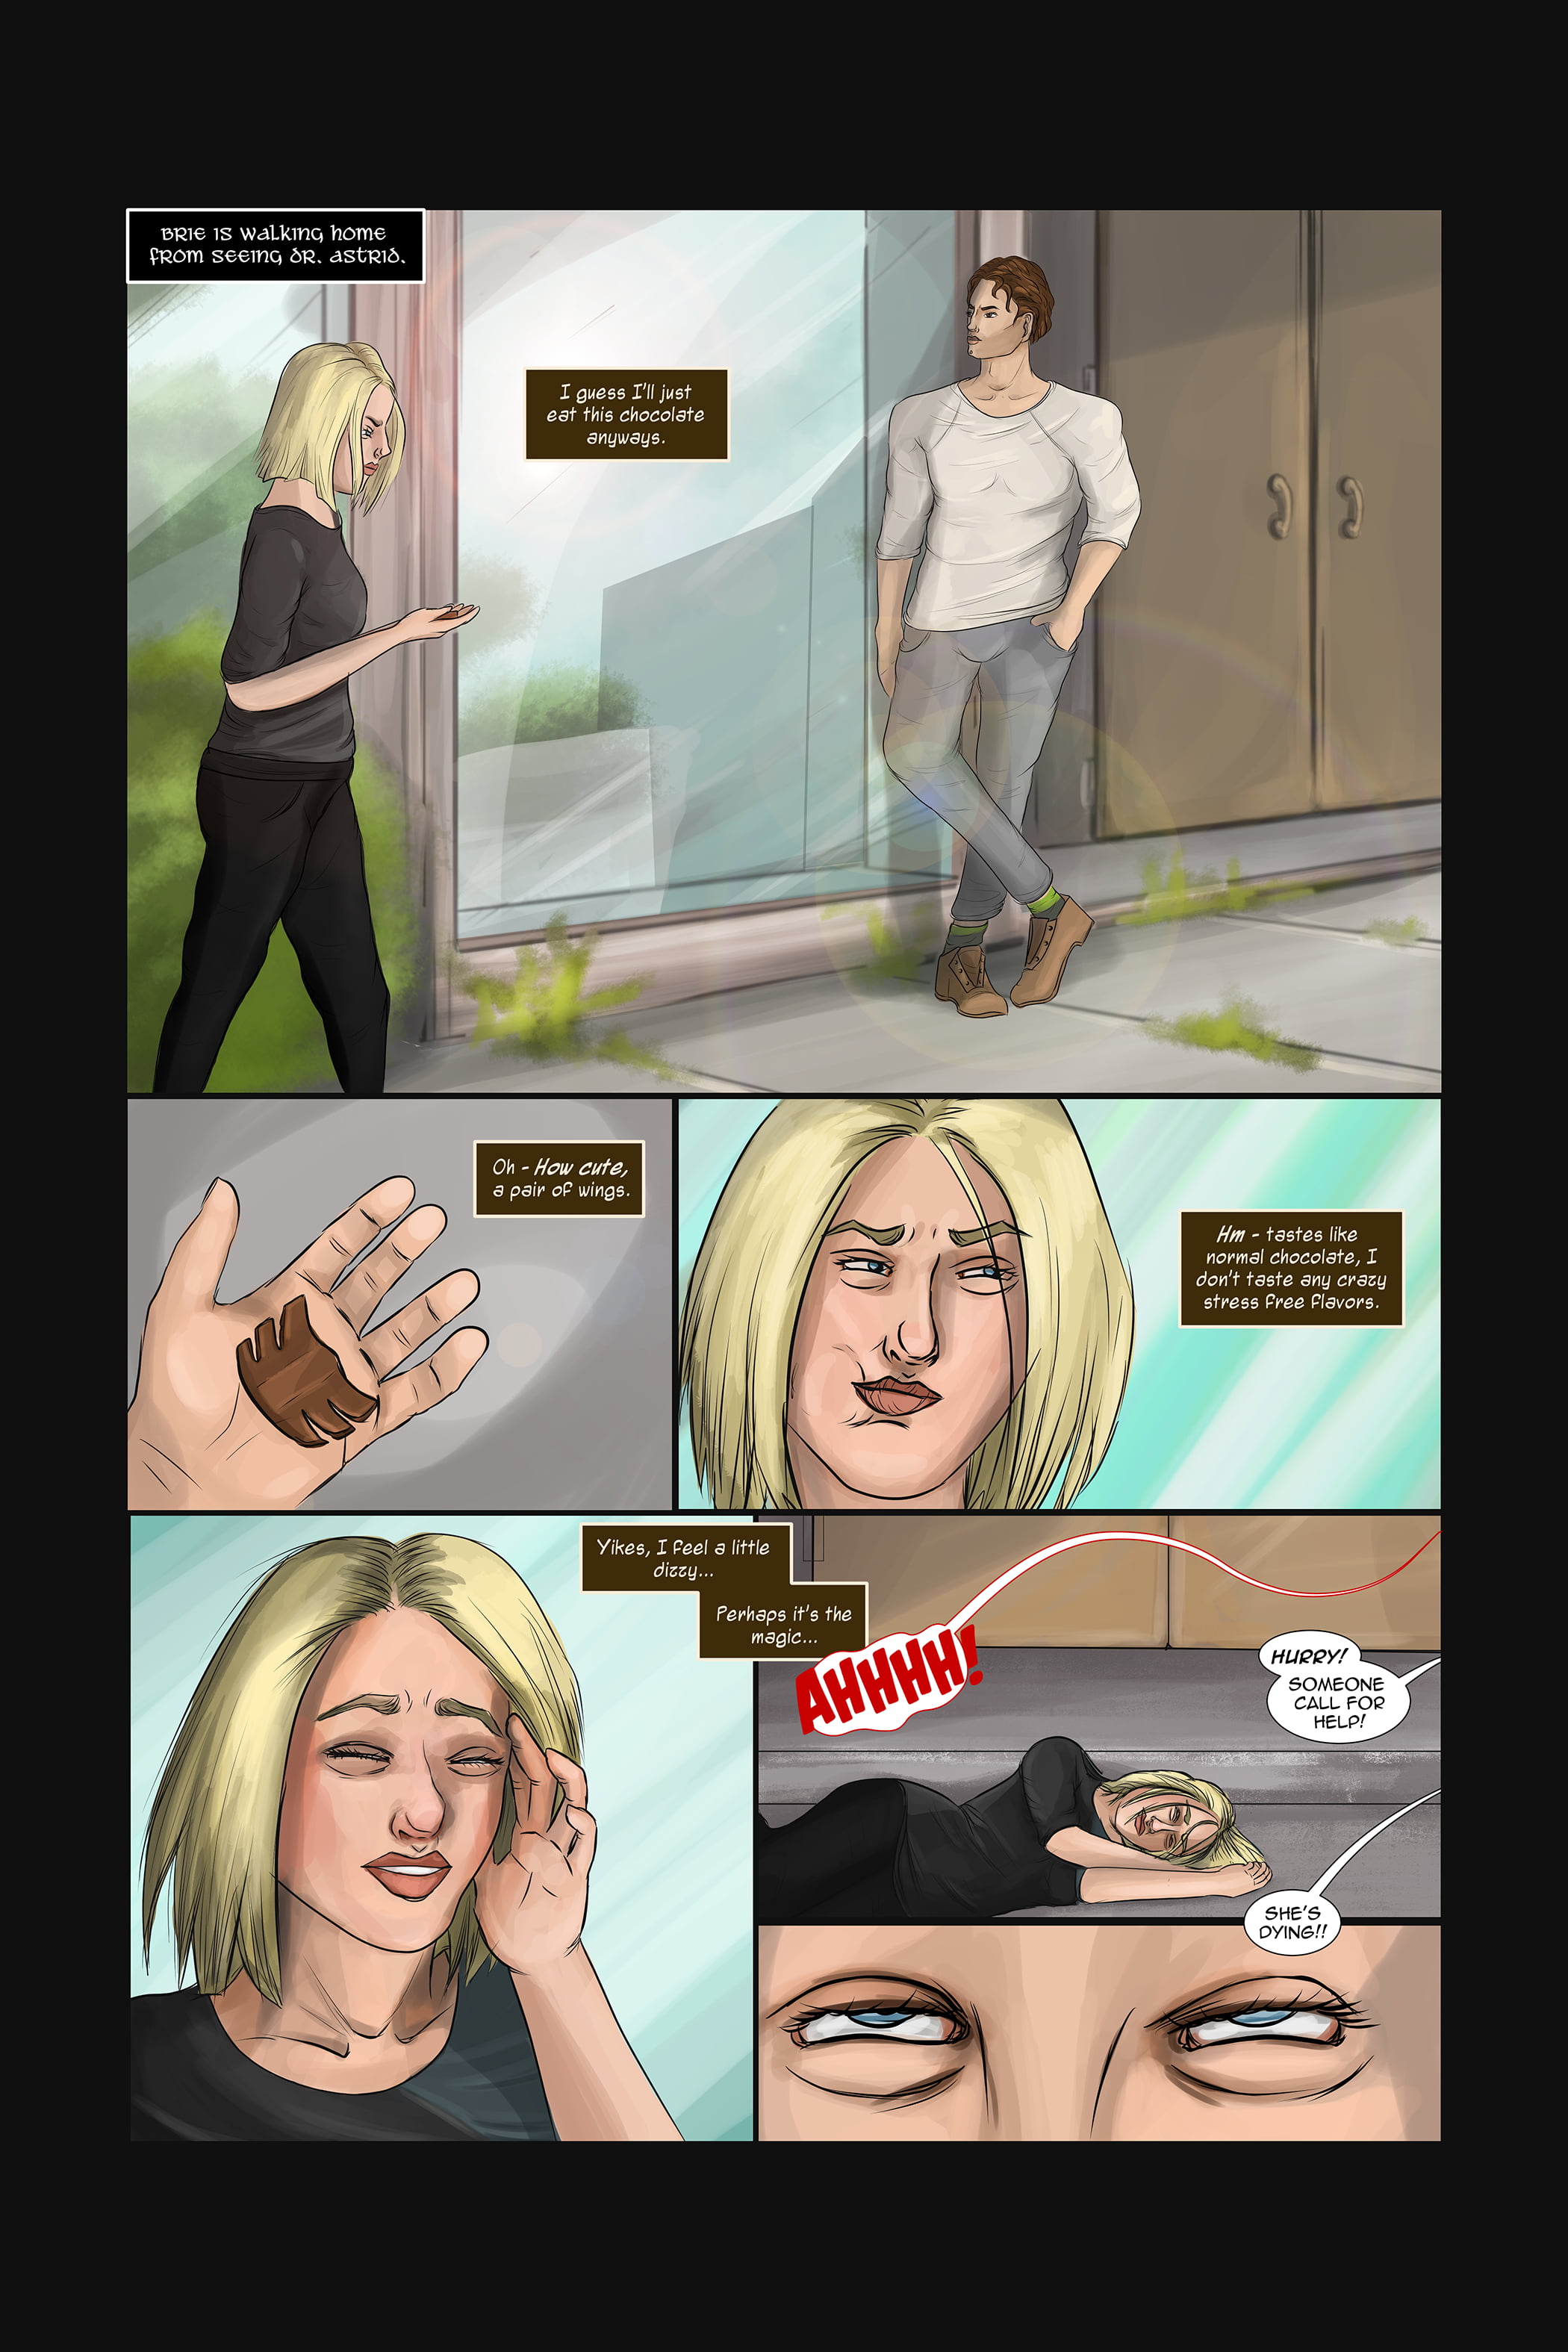 BRIE IS WALKING HOME
FROM SEEING DR. ASTRID.
I guess I'll just
eat this chocolate
anyways.
Oh - How cute,
a pair of wings.
Hm - tastes like
normal chocolate, I
don't taste any crazy
stress free flavors.
Yikes, I feel a little
dizzy...
Perhaps it's the
magic...
AHHHH!
HURRY!
SOMEONE
CALL FOR
HELP!
SHE'S
DYING!!